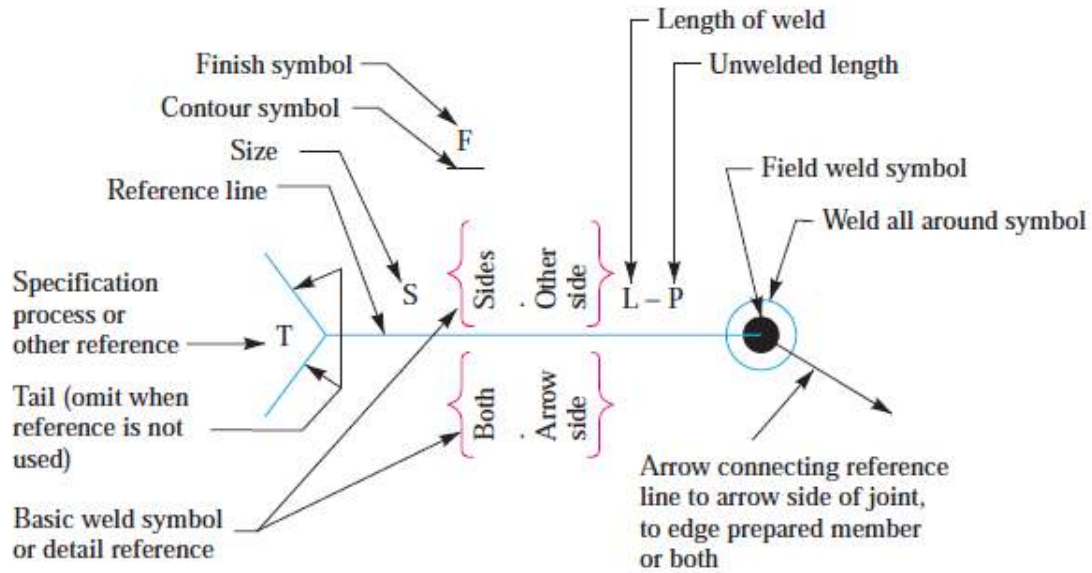 Length of weld
Finish symbol
Unwelded length
Contour symbol
F
Size
Field weld symbol
Reference line
Weld all around symbol
Specification
process or
other reference
S
Sides
. Other
side
L – P
T
Tail (omit when
reference is not
used)
Both
. Arrow
side
Arrow connecting reference
line to arrow side of joint,
to edge prepared member
or both
Basic weld symbol
or detail reference